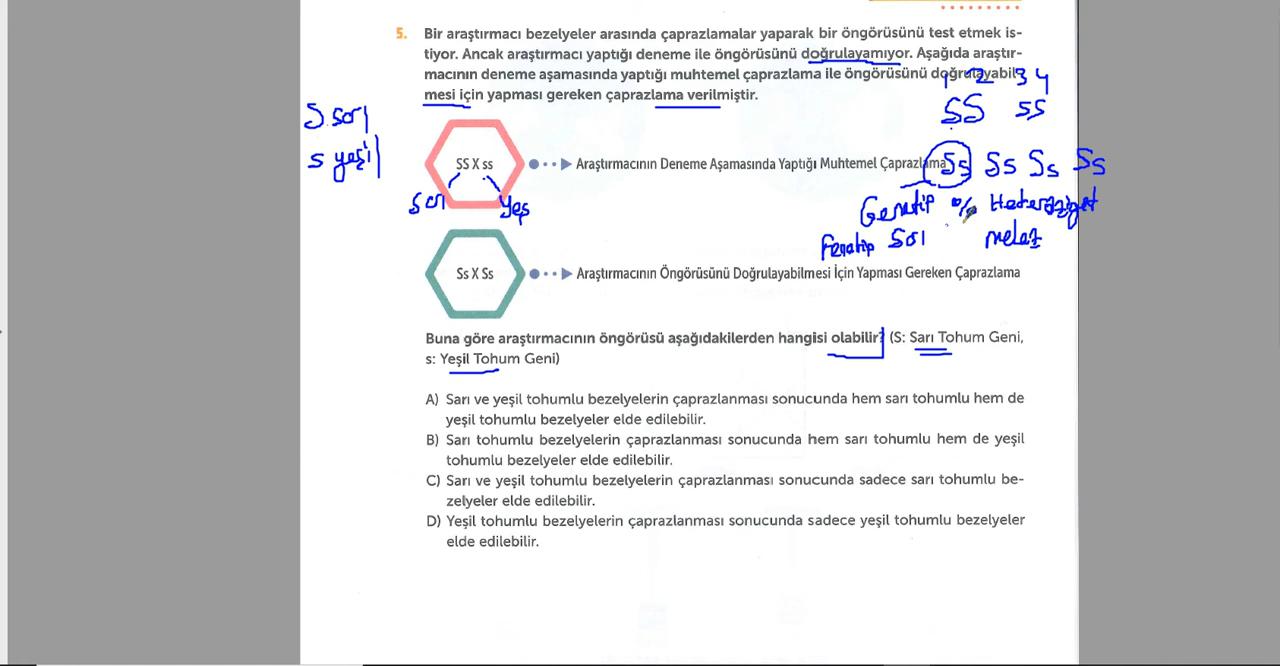 5. Bir araştırmacı bezelyeler arasında çaprazlamalar yaparak bir öngörüsünü test etmek is-
tiyor. Ancak araştırmacı yaptığı deneme ile öngörüsünü doğrulayamıyor. Aşağıda araştır-
macının deneme aşamasında yaptığı muhtemel çaprazlama ile öngörüsünü doğrulayabil-
mesi için yapması gereken çaprazlama verilmiştir.
1 2 3 4
SS ss
S sarı
s yeşil
SS X ss
Araştırmacının Deneme Aşamasında Yaptığı Muhtemel Çaprazlama
Ss Ss Ss Ss
Sarı
Yeş
Genotip % Heterozigot
Fenotip Sarı melez
Ss X Ss
Araştırmacının Öngörüsünü Doğrulayabilmesi İçin Yapması Gereken Çaprazlama
Buna göre araştırmacının öngörüsü aşağıdakilerden hangisi olabilir? (S: Sarı Tohum Geni,
s: Yeşil Tohum Geni)
A) Sarı ve yeşil tohumlu bezelyelerin çaprazlanması sonucunda hem sarı tohumlu hem de
yeşil tohumlu bezelyeler elde edilebilir.
B) Sarı tohumlu bezelyelerin çaprazlanması sonucunda hem sarı tohumlu hem de yeşil
tohumlu bezelyeler elde edilebilir.
C) Sarı ve yeşil tohumlu bezelyelerin çaprazlanması sonucunda sadece sarı tohumlu be-
zelyeler elde edilebilir.
D) Yeşil tohumlu bezelyelerin çaprazlanması sonucunda sadece yeşil tohumlu bezelyeler
elde edilebilir.